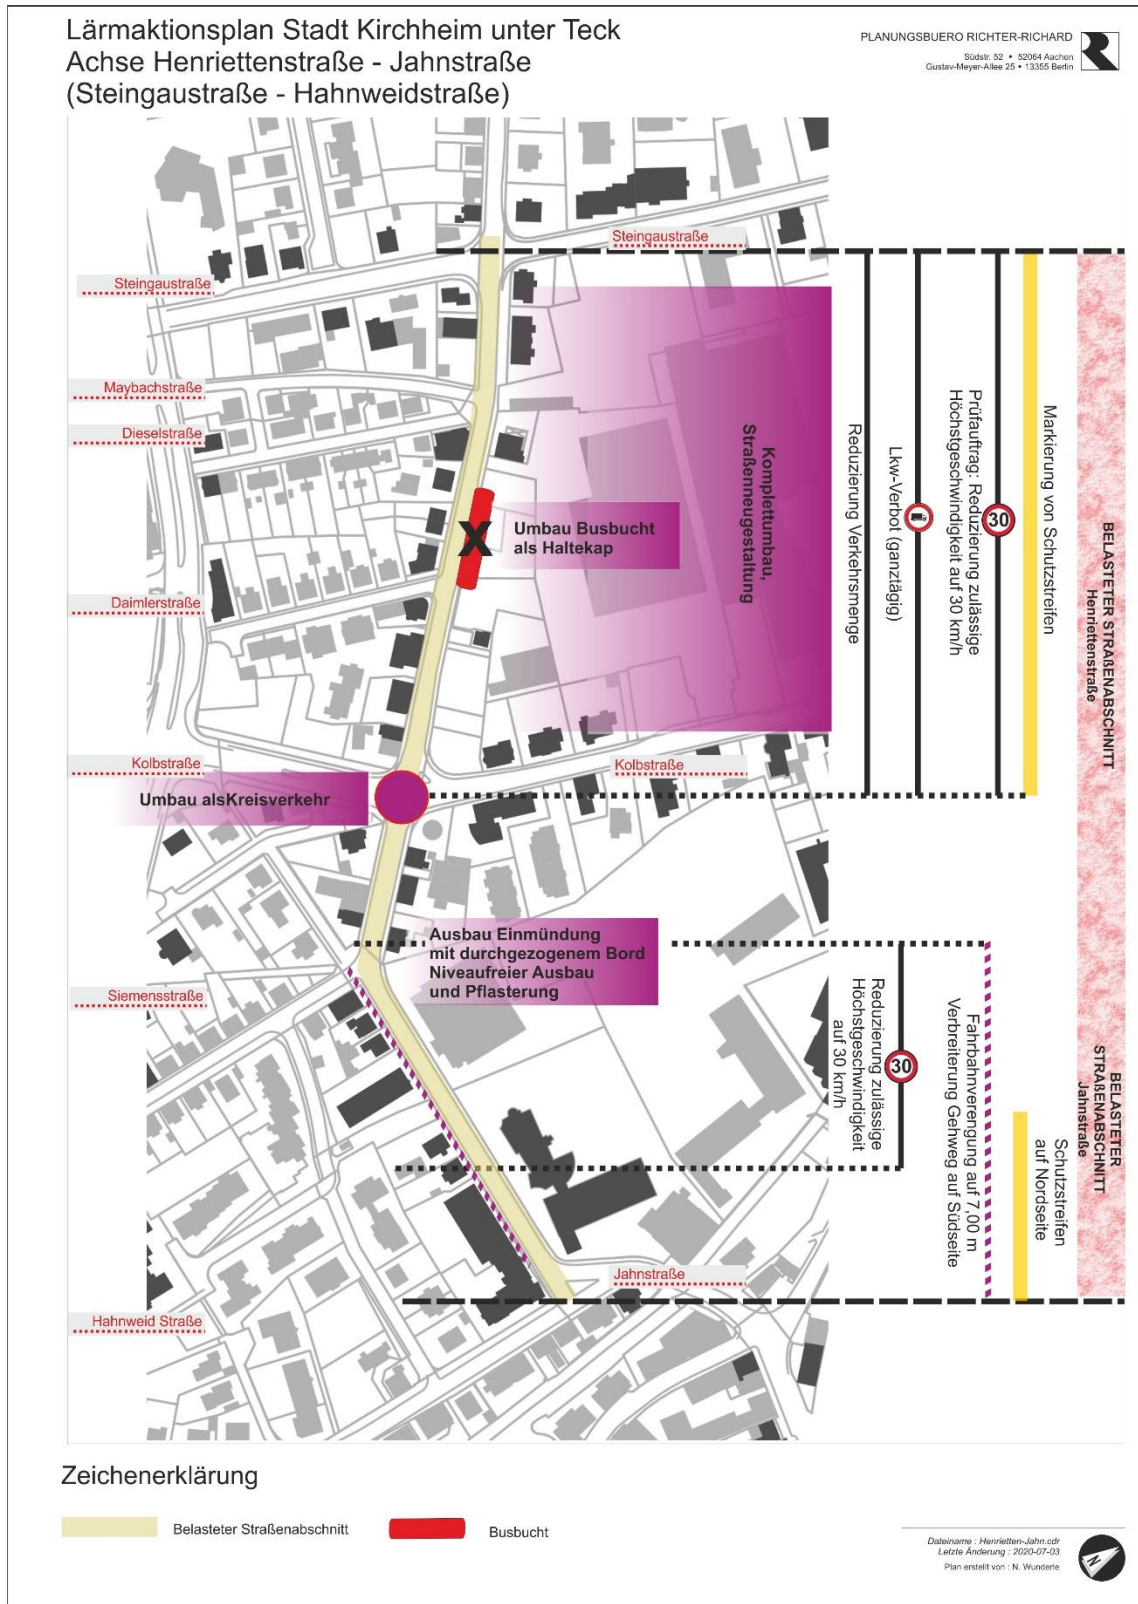 Lärmaktionsplan Stadt Kirchheim unter Teck
Achse Henriettenstraße - Jahnstraße
(Steingaustraße - Hahnweidstraße)
PLANUNGSBUERO RICHTER-RICHARD
Südstr. 52 • 52064 Aachen
Gustav-Meyer-Allee 25 • 13355 Berlin
R
Steingaustraße
Steingaustraße
Maybachstraße
Dieselstraße
Daimlerstraße
Kolbstraße
Kolbstraße
Siemensstraße
Jahnstraße
Hahnweid Straße
Komplettumbau,
Straßenneugestaltung
Umbau Busbucht
als Haltekap
X
Umbau alsKreisverkehr
Ausbau Einmündung
mit durchgezogenem Bord
Niveaufreier Ausbau
und Pflasterung
Reduzierung Verkehrsmenge
Lkw-Verbot (ganztägig)
Prüfauftrag: Reduzierung zulässige
Höchstgeschwindigkeit auf 30 km/h
30
Markierung von Schutzstreifen
BELASTETER STRAßENABSCHNITT
Henriettenstraße
Reduzierung zulässige
Höchstgeschwindigkeit
auf 30 km/h
30
Fahrbahnverengung auf 7,00 m
Verbreiterung Gehweg auf Südseite
Schutzstreifen
auf Nordseite
BELASTETER
STRAßENABSCHNITT
Jahnstraße
Zeichenerklärung
Belasteter Straßenabschnitt
Busbucht
Dateiname : Henrietten-Jahn.cdr
Letzte Änderung : 2020-07-03
Plan erstellt von : N. Wunderle
N